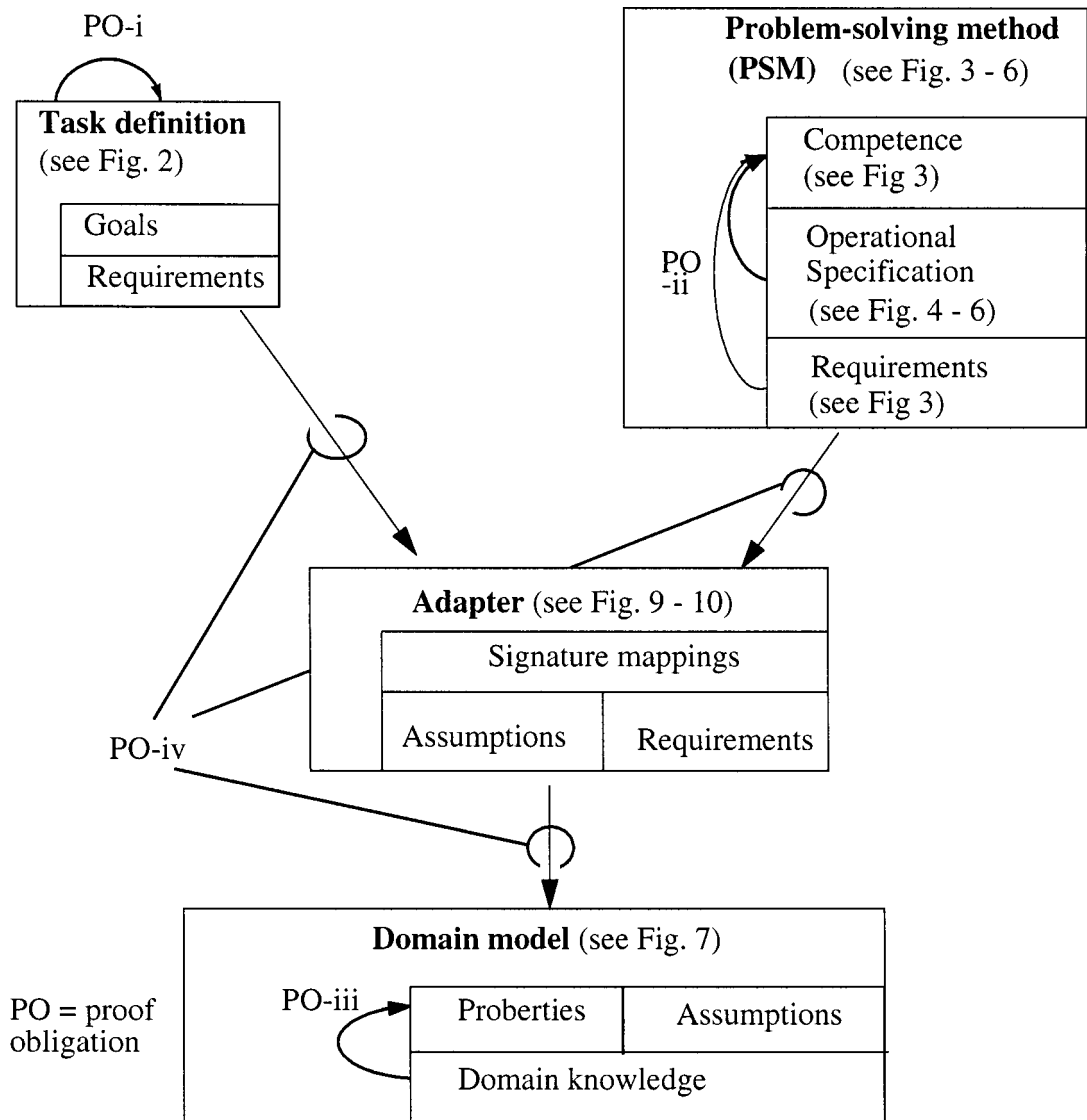 PO-i
Task definition
(see Fig. 2)
Goals
Requirements
Problem-solving method
(PSM) (see Fig. 3 - 6)
Competence
(see Fig 3)
Operational
Specification
(see Fig. 4 - 6)
Requirements
(see Fig 3)
PO
-ii
Adapter (see Fig. 9 - 10)
Signature mappings
Assumptions
Requirements
PO-iv
Domain model (see Fig. 7)
PO-iii
Proberties
Assumptions
Domain knowledge
PO = proof
obligation